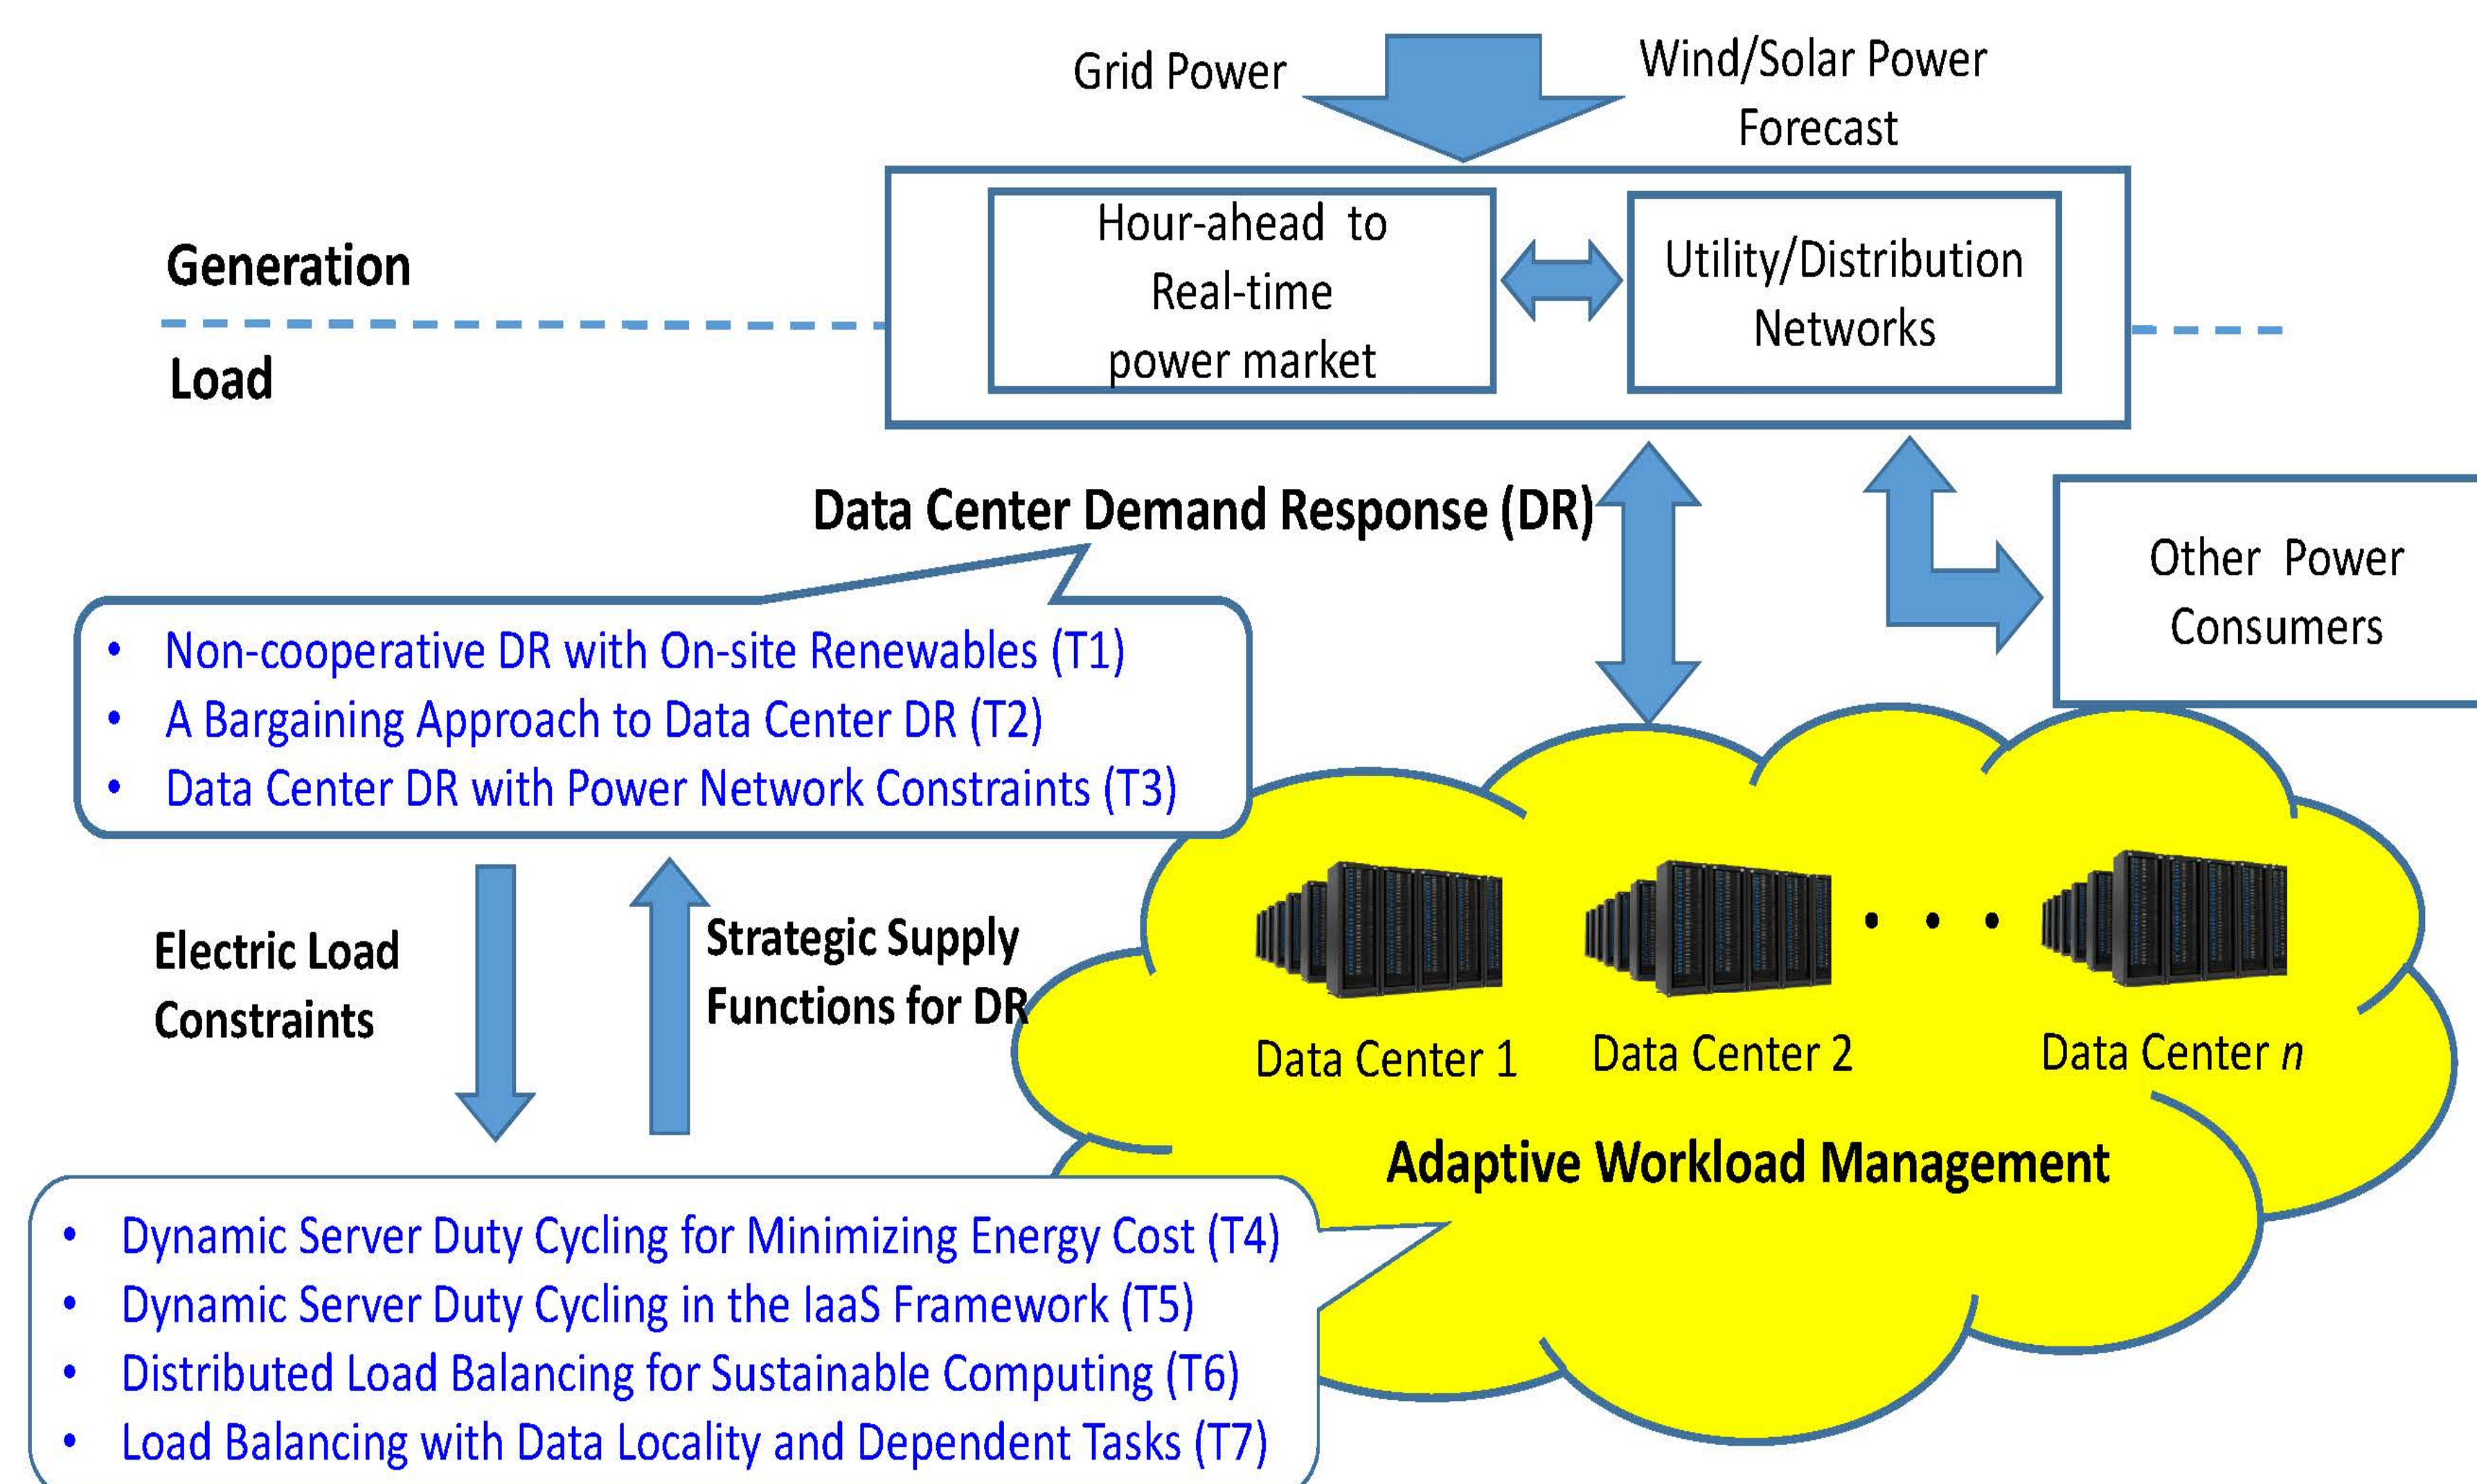 Grid Power
Wind/Solar Power
Forecast
Hour-ahead to
Real-time
power market
Utility/Distribution
Networks
Generation
Load
Data Center Demand Response (DR)
Other Power
Consumers
• Non-cooperative DR with On-site Renewables (T1)
• A Bargaining Approach to Data Center DR (T2)
• Data Center DR with Power Network Constraints (T3)
Electric Load
Constraints
Strategic Supply
Functions for DR
. . .
Data Center 1
Data Center 2
Data Center n
Adaptive Workload Management
• Dynamic Server Duty Cycling for Minimizing Energy Cost (T4)
• Dynamic Server Duty Cycling in the IaaS Framework (T5)
• Distributed Load Balancing for Sustainable Computing (T6)
• Load Balancing with Data Locality and Dependent Tasks (T7)